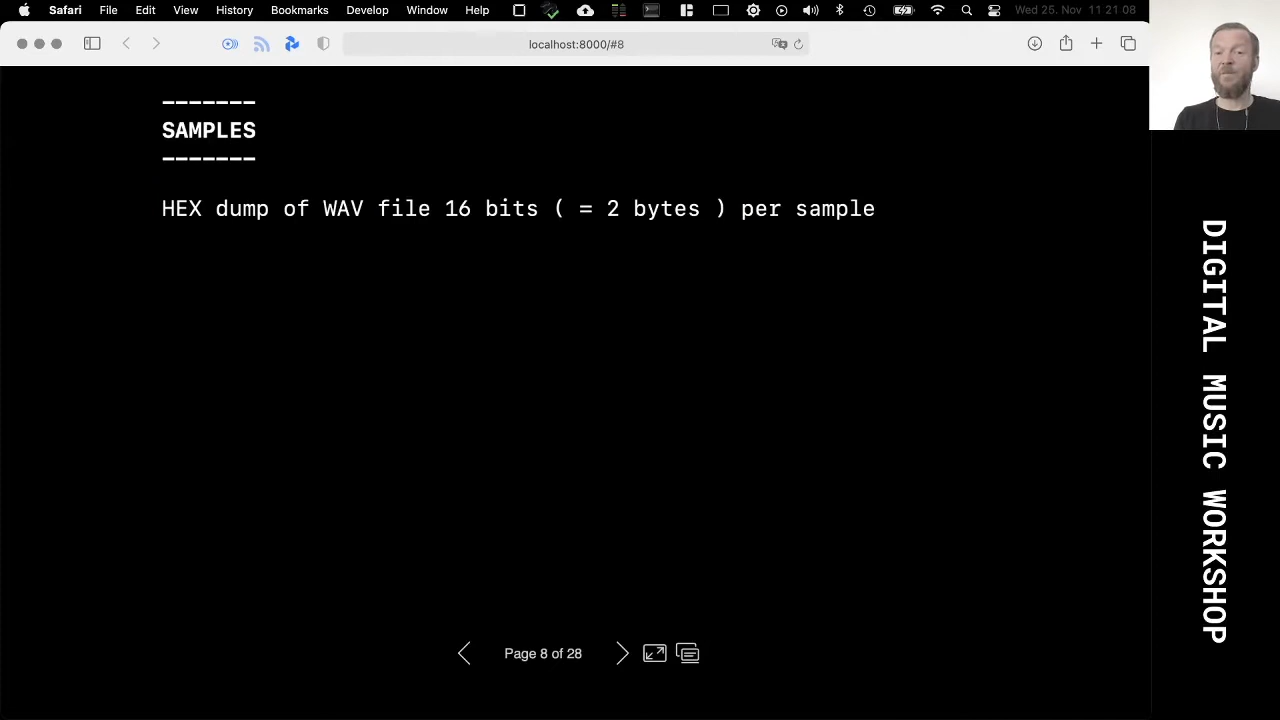 Safari File Edit View History Bookmarks Develop Window Help Wed 25. Nov 11 21 08
localhost:8000/#8
-------
SAMPLES
-------
HEX dump of WAV file 16 bits ( = 2 bytes ) per sample
Page 8 of 28
DIGITAL MUSIC WORKSHOP